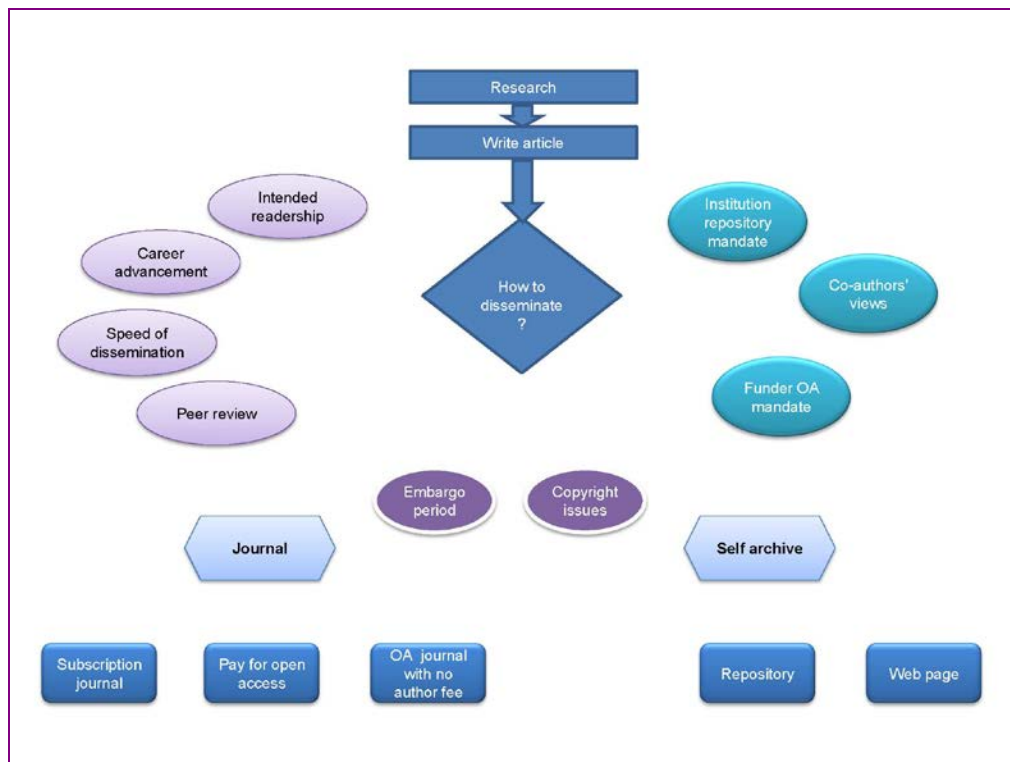 Research
Write article
Intended
readership
Career
advancement
Speed of
dissemination
Peer review
How to
disseminate
?
Institution
repository
mandate
Co-authors'
views
Funder OA
mandate
Embargo
period
Copyright
issues
Journal
Self archive
Subscription
journal
Pay for open
access
OA journal
with no
author fee
Repository
Web page